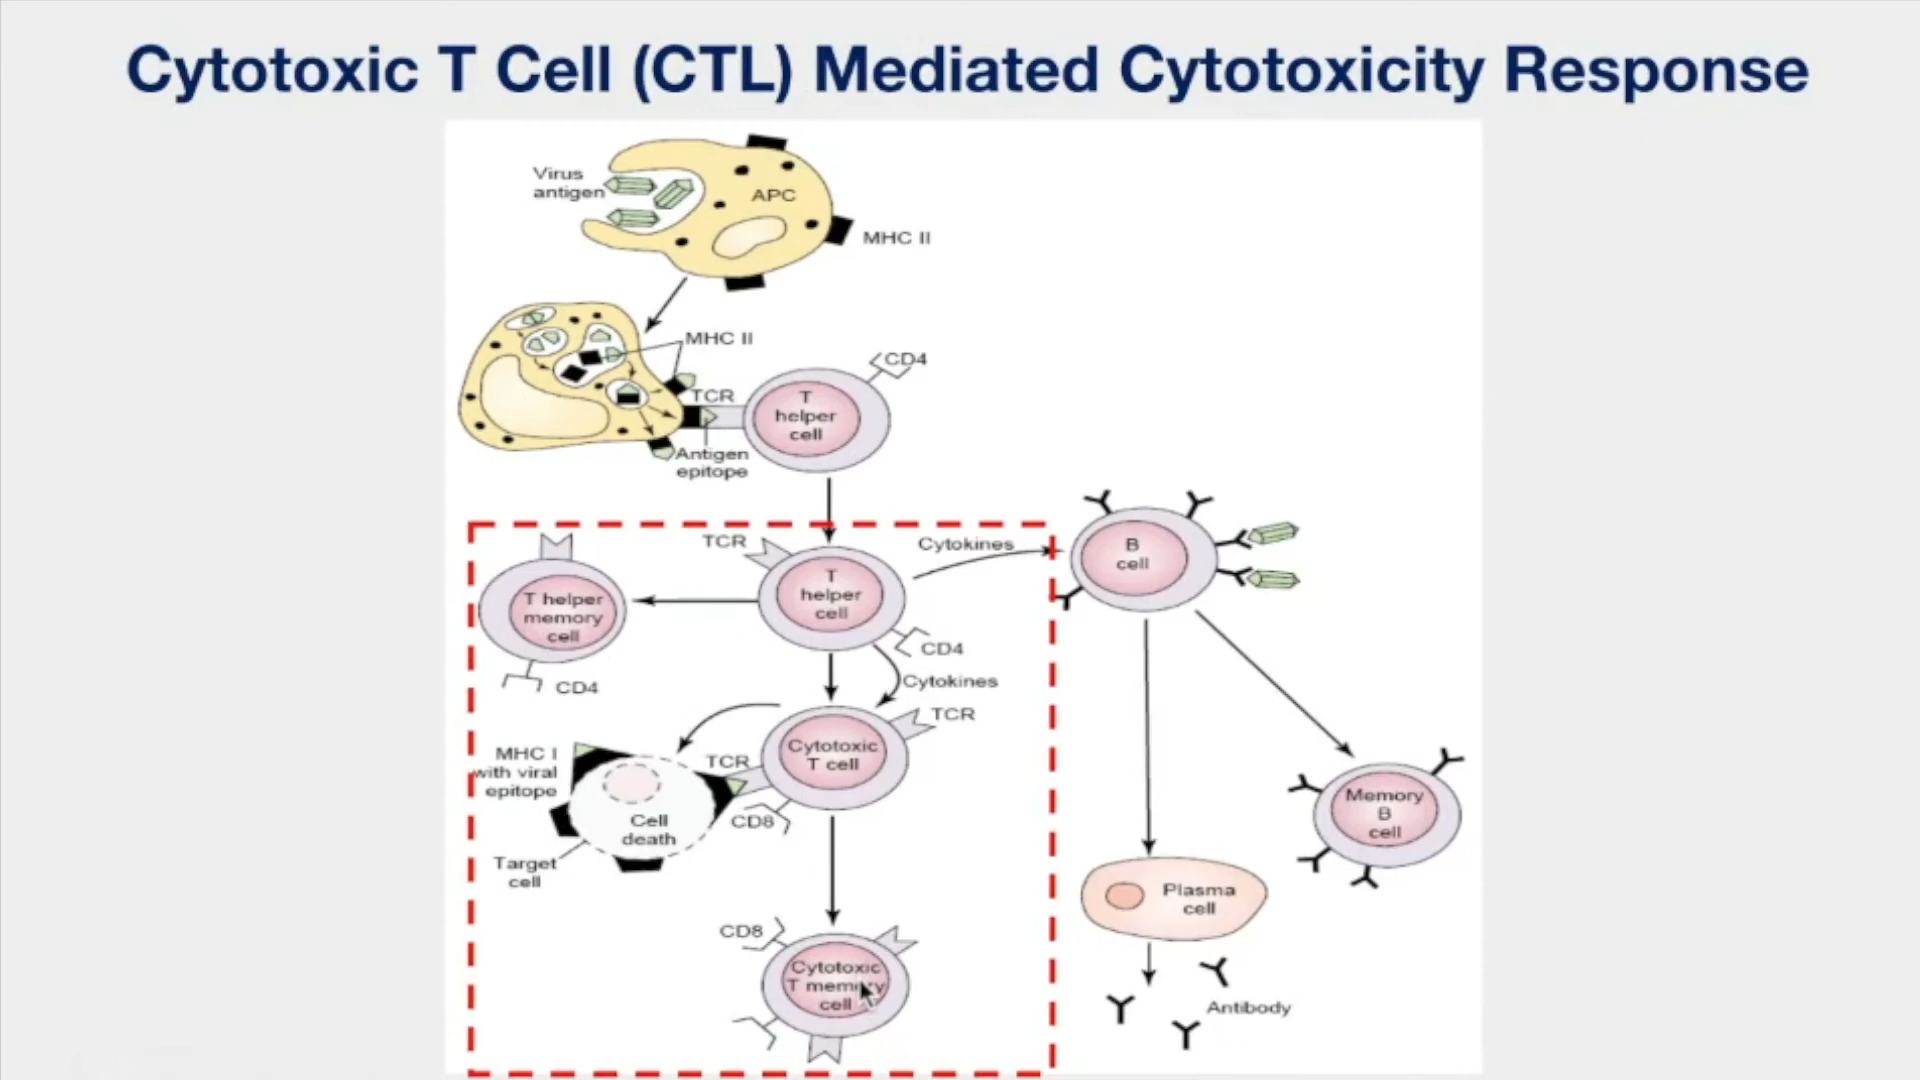 Cytotoxic T Cell (CTL) Mediated Cytotoxicity Response
Virus
antigen
APC
MHC II
MHC II
CD4
TCR
T
helper
cell
Antigen
epitope
TCR
Cytokines
B
cell
T
helper
cell
T helper
memory
cell
CD4
CD4
Cytokines
TCR
Cytotoxic
T cell
MHC I
with viral
epitope
TCR
CD8
Cell
death
Target
cell
Memory
B
cell
Plasma
cell
CD8
Cytotoxic
T memory
cell
Antibody